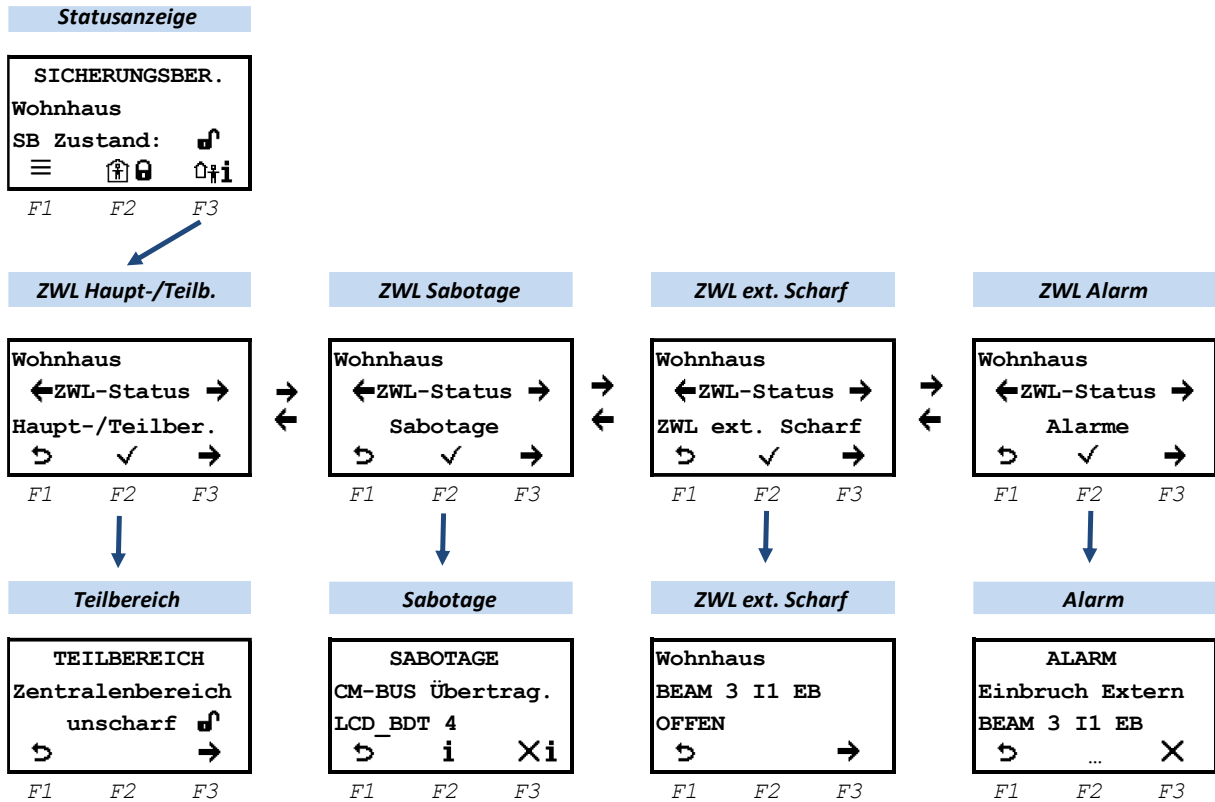 Statusanzeige
SICHERUNGSBER.
Wohnhaus
SB Zustand:
i
F1 F2 F3
ZWL Haupt-/Teilb.
Wohnhaus
ZWL-Status
Haupt-/Teilber.
F1 F2 F3
ZWL Sabotage
Wohnhaus
ZWL-Status
Sabotage
F1 F2 F3
ZWL ext. Scharf
Wohnhaus
ZWL-Status
ZWL ext. Scharf
F1 F2 F3
ZWL Alarm
Wohnhaus
ZWL-Status
Alarme
F1 F2 F3
Teilbereich
TEILBEREICH
Zentralenbereich
unscharf
F1 F2 F3
Sabotage
SABOTAGE
CM-BUS Übertrag.
LCD_BDT 4
i i
F1 F2 F3
ZWL ext. Scharf
Wohnhaus
BEAM 3 I1 EB
OFFEN
F1 F2 F3
Alarm
ALARM
Einbruch Extern
BEAM 3 I1 EB
…
F1 F2 F3